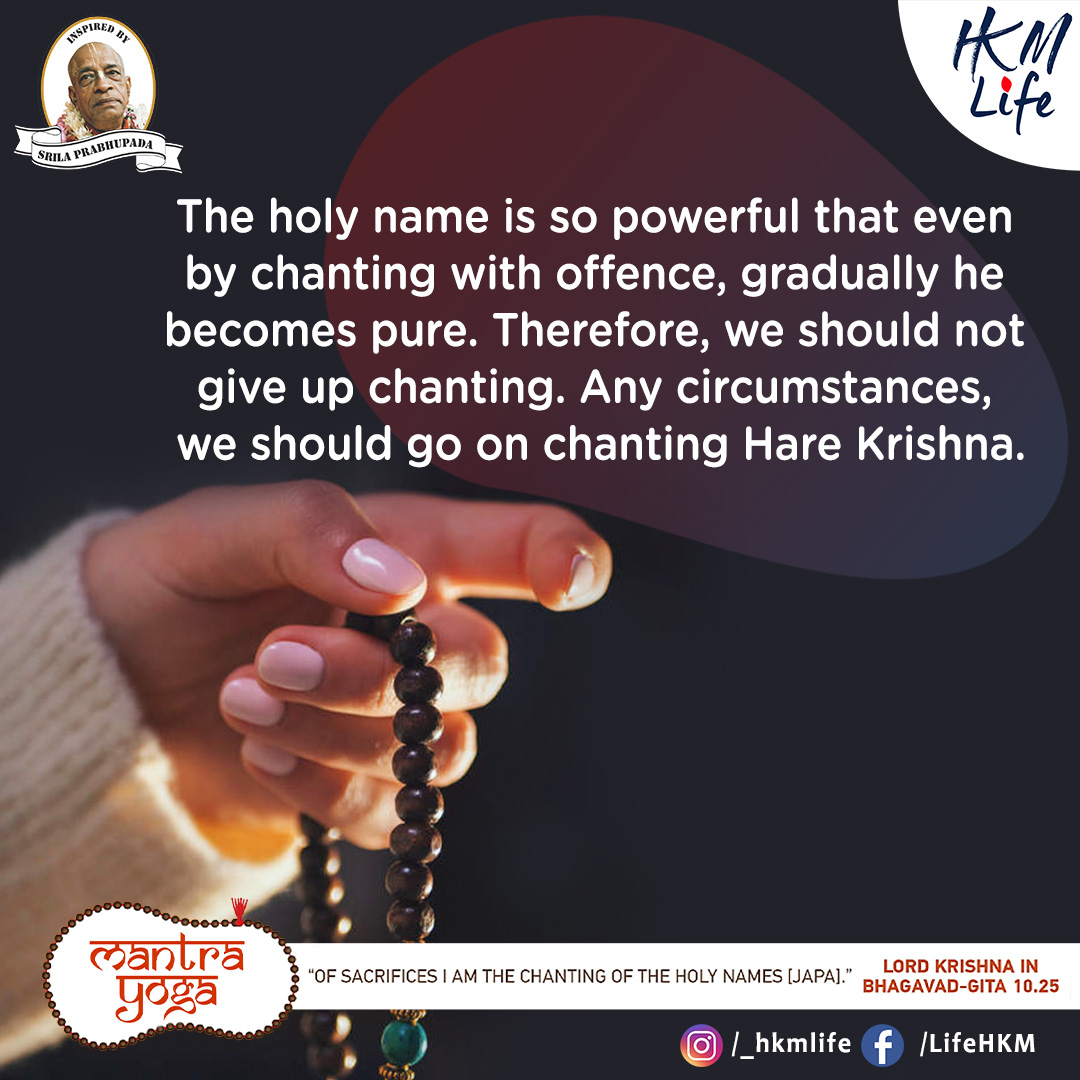 INSPIRED BY
SRILA PRABHUPADA
HKM
Life
The holy name is so powerful that even
by chanting with offence, gradually he
becomes pure. Therefore, we should not
give up chanting. Any circumstances,
we should go on chanting Hare Krishna.
mantra
yoga
“OF SACRIFICES I AM THE CHANTING OF THE HOLY NAMES [JAPA].”
LORD KRISHNA IN
BHAGAVAD-GITA 10.25
/_hkmlife
/LifeHKM